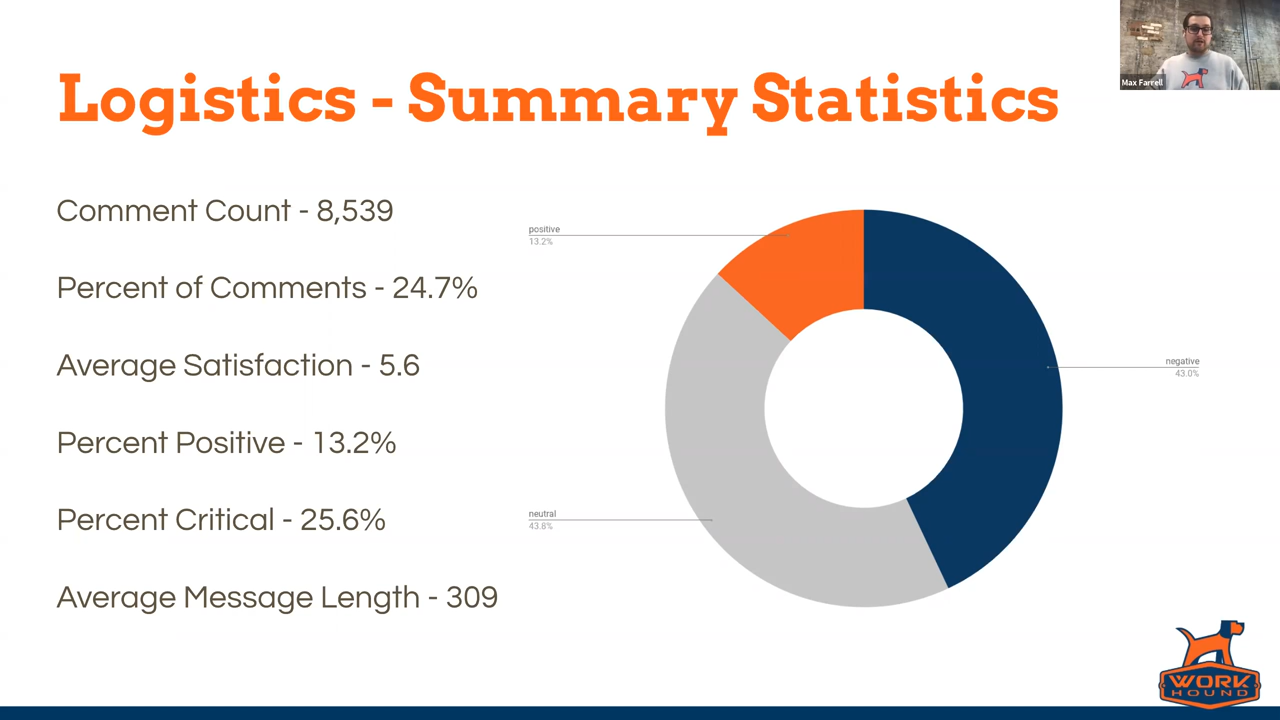 Max Farrell
Logistics - Summary Statistics
Comment Count - 8,539
Percent of Comments - 24.7%
Average Satisfaction - 5.6
Percent Positive - 13.2%
Percent Critical - 25.6%
Average Message Length - 309
positive
13.2%
negative
43.0%
neutral
43.8%
WORK
HOUND